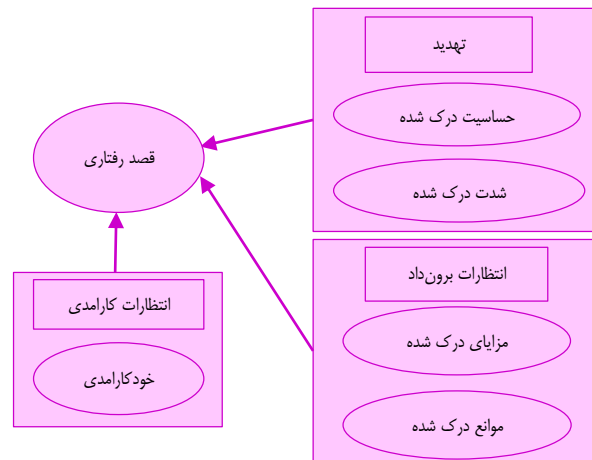 تهدید
حساسیت درک شده
شدت درک شده
قصد رفتاری
انتظارات برون‌داد
مزایای درک شده
موانع درک شده
انتظارات کارامدی
خودکارامدی